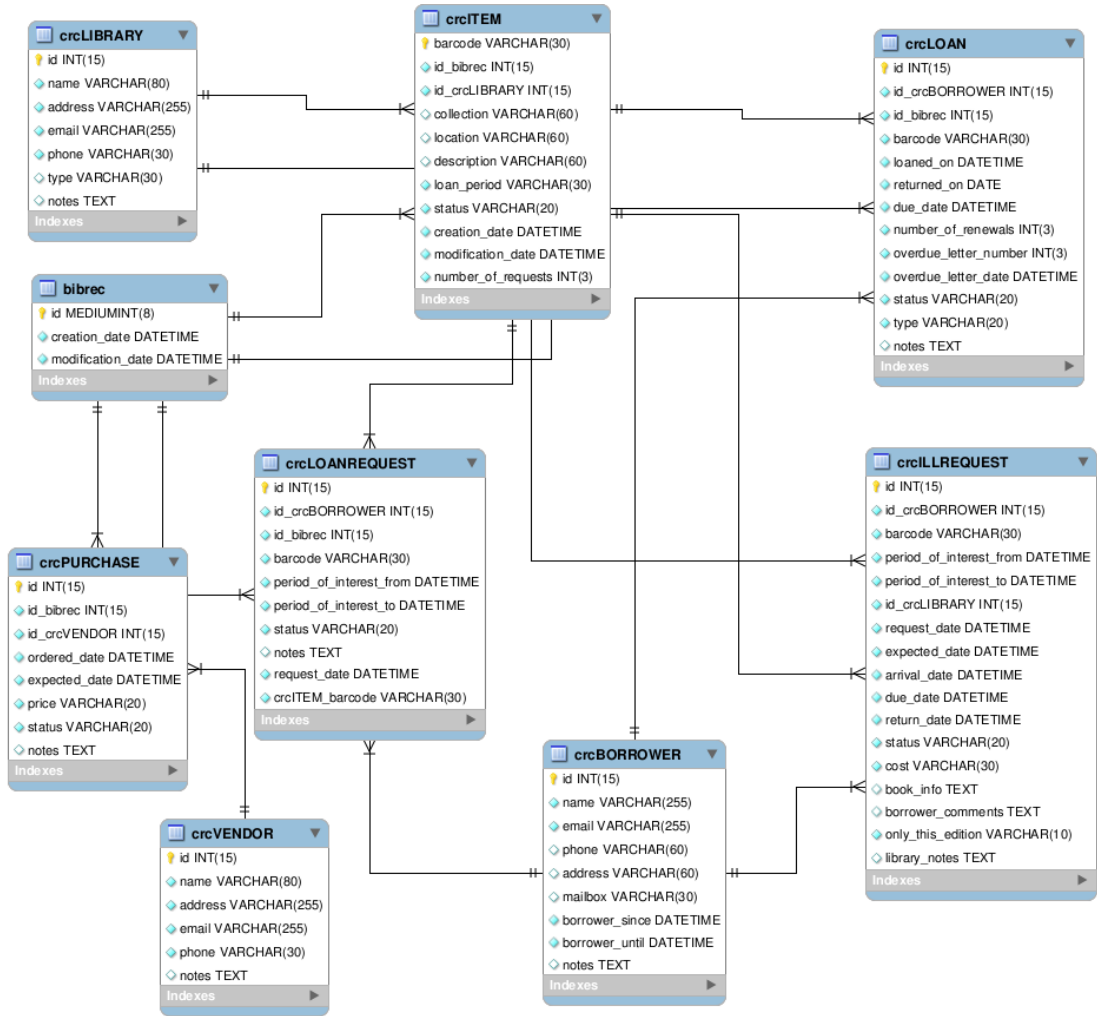 crcLIBRARY
id INT(15)
name VARCHAR(80)
address VARCHAR(255)
email VARCHAR(255)
phone VARCHAR(30)
type VARCHAR(30)
notes TEXT
Indexes
crcITEM
barcode VARCHAR(30)
id_bibrec INT(15)
id_crcLIBRARY INT(15)
collection VARCHAR(60)
location VARCHAR(60)
description VARCHAR(60)
loan_period VARCHAR(30)
status VARCHAR(20)
creation_date DATETIME
modification_date DATETIME
number_of_requests INT(3)
Indexes
crcLOAN
id INT(15)
id_crcBORROWER INT(15)
id_bibrec INT(15)
barcode VARCHAR(30)
loaned_on DATETIME
returned_on DATE
due_date DATETIME
number_of_renewals INT(3)
overdue_letter_number INT(3)
overdue_letter_date DATETIME
status VARCHAR(20)
type VARCHAR(20)
notes TEXT
Indexes
bibrec
id MEDIUMINT(8)
creation_date DATETIME
modification_date DATETIME
Indexes
crcLOANREQUEST
id INT(15)
id_crcBORROWER INT(15)
id_bibrec INT(15)
barcode VARCHAR(30)
period_of_interest_from DATETIME
period_of_interest_to DATETIME
status VARCHAR(20)
notes TEXT
request_date DATETIME
crcITEM_barcode VARCHAR(30)
Indexes
crcILLREQUEST
id INT(15)
id_crcBORROWER INT(15)
barcode VARCHAR(30)
period_of_interest_from DATETIME
period_of_interest_to DATETIME
id_crcLIBRARY INT(15)
request_date DATETIME
expected_date DATETIME
arrival_date DATETIME
due_date DATETIME
return_date DATETIME
status VARCHAR(20)
cost VARCHAR(30)
book_info TEXT
borrower_comments TEXT
only_this_edition VARCHAR(10)
library_notes TEXT
Indexes
crcPURCHASE
id INT(15)
id_bibrec INT(15)
id_crcVENDOR INT(15)
ordered_date DATETIME
expected_date DATETIME
price VARCHAR(20)
status VARCHAR(20)
notes TEXT
Indexes
crcBORROWER
id INT(15)
name VARCHAR(255)
email VARCHAR(255)
phone VARCHAR(60)
address VARCHAR(60)
mailbox VARCHAR(30)
borrower_since DATETIME
borrower_until DATETIME
notes TEXT
Indexes
crcVENDOR
id INT(15)
name VARCHAR(80)
address VARCHAR(255)
email VARCHAR(255)
phone VARCHAR(30)
notes TEXT
Indexes